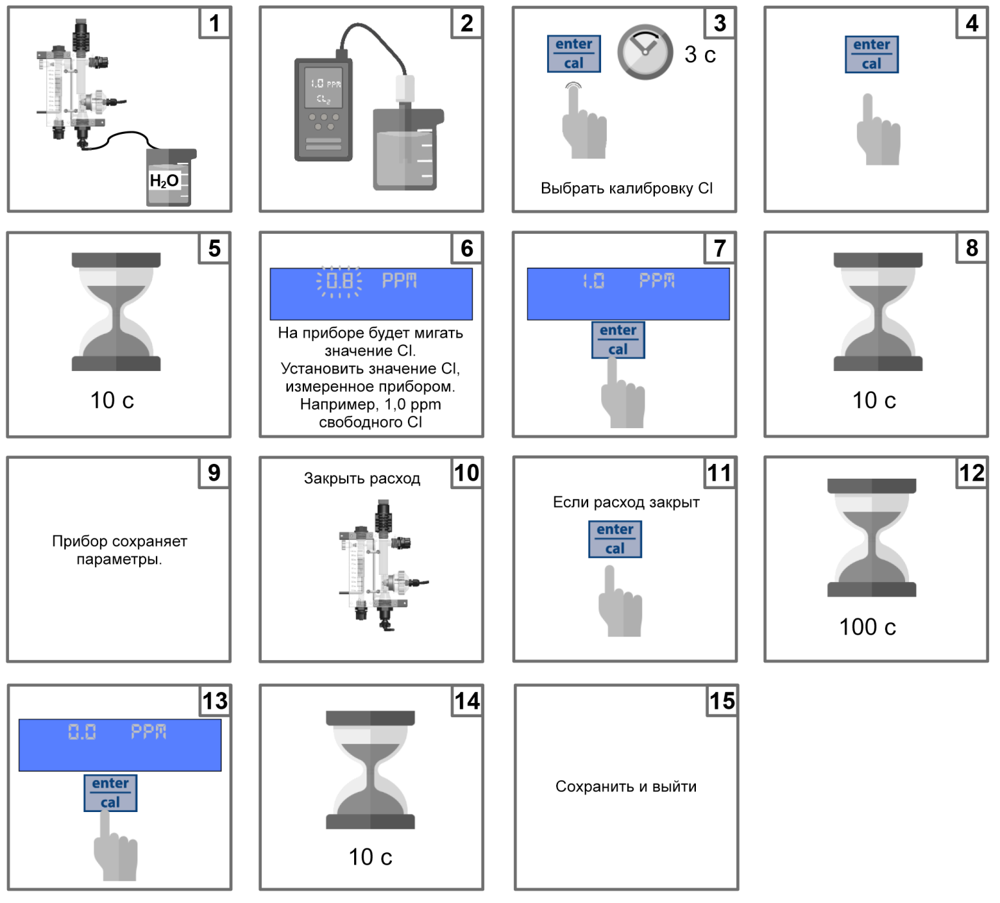 1
H₂O
2
1.0 PPM
CL₂
3
enter
cal
3 с
Выбрать калибровку Cl
4
enter
cal
5
10 с
6
0.8 PPM
На приборе будет мигать
значение Cl.
Установить значение Cl,
измеренное прибором.
Например, 1,0 ppm
свободного Cl
7
1.0 PPM
enter
cal
8
10 с
9
Прибор сохраняет
параметры.
10
Закрыть расход
11
Если расход закрыт
enter
cal
12
100 с
13
0.0 PPM
enter
cal
14
10 с
15
Сохранить и выйти